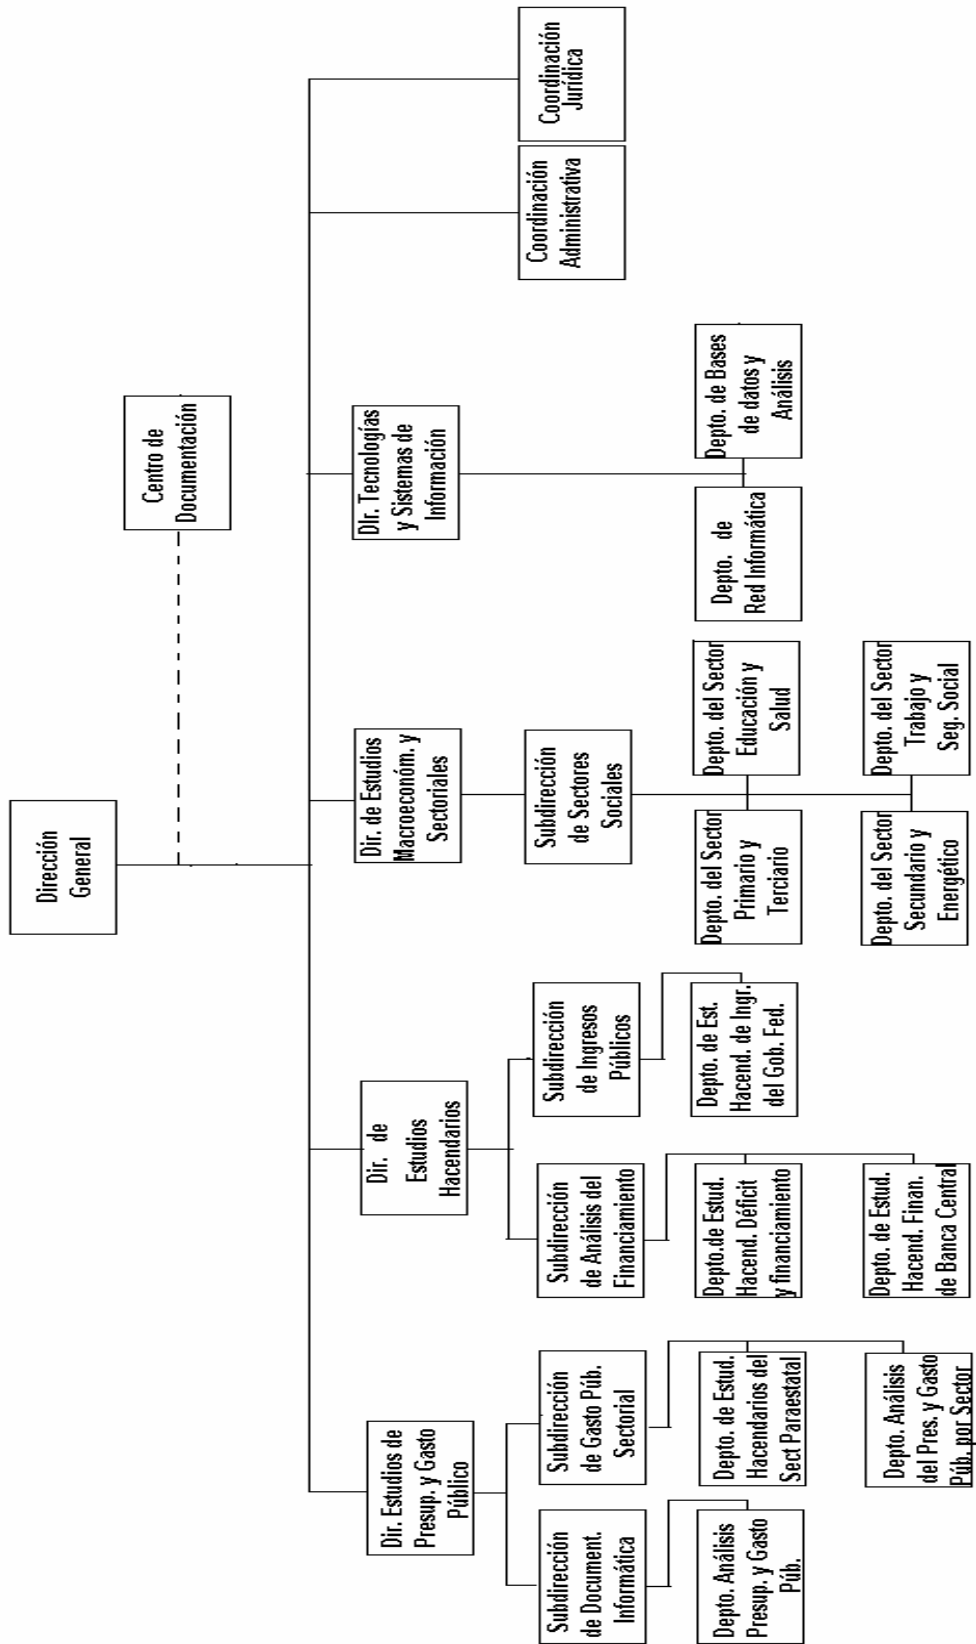 Dirección
General
Centro de
Documentación
Dir. Estudios de
Presup. y Gasto
Público
Dir. de
Estudios
Hacendarios
Dir. de Estudios
Macroeconóm. y
Sectoriales
DIr. Tecnologías
y Sistemas de
Información
Coordinación
Administrativa
Coordinación
Jurídica
Subdirección
de Document.
Informática
Subdirección
de Gasto Púb.
Sectorial
Subdirección
de Análisis del
Financiamiento
Subdirección
de Ingresos
Públicos
Subdirección
de Sectores
Sociales
Depto. Análisis
Presup. y Gasto
Púb.
Depto. de Estud.
Hacendarios del
Sect Paraestatal
Depto.de Estud.
Hacend. Déficit
y financiamiento
Depto. de Est.
Hacend. de Ingr.
del Gob. Fed.
Depto. del Sector
Primario y
Terciario
Depto. del Sector
Educación y
Salud
Depto. de
Red Informática
Depto. de Bases
de datos y
Análisis
Depto. Análisis
del Pres. y Gasto
Púb. por Sector
Depto. de Estud.
Hacend. Finan.
de Banca Central
Depto. del Sector
Secundario y
Energético
Depto. del Sector
Trabajo y
Seg. Social